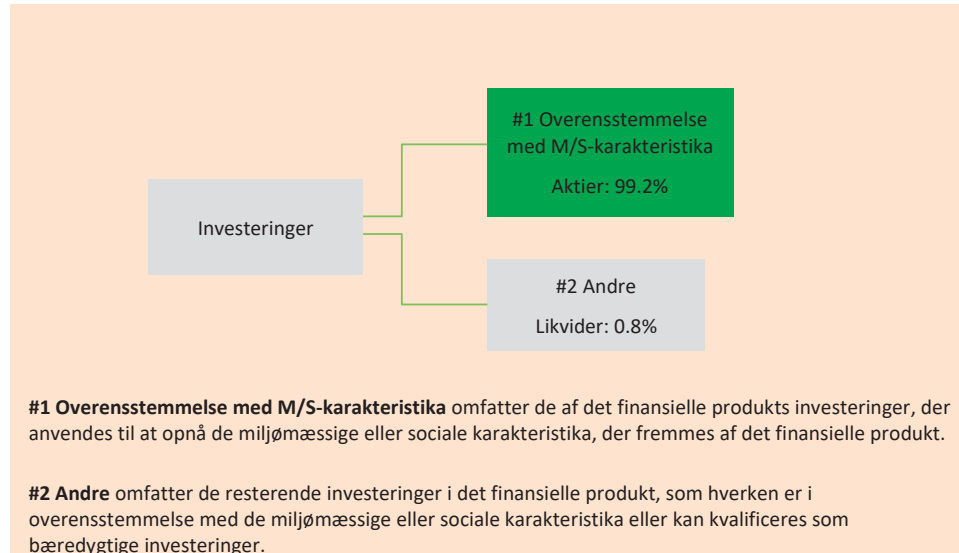 #1 Overensstemmelse
med M/S-karakteristika
Aktier: 99.2%
Investeringer
#2 Andre
Likvider: 0.8%
#1 Overensstemmelse med M/S-karakteristika omfatter de af det finansielle produkts investeringer, der
anvendes til at opnå de miljømæssige eller sociale karakteristika, der fremmes af det finansielle produkt.
#2 Andre omfatter de resterende investeringer i det finansielle produkt, som hverken er i
overensstemmelse med de miljømæssige eller sociale karakteristika eller kan kvalificeres som
bæredygtige investeringer.